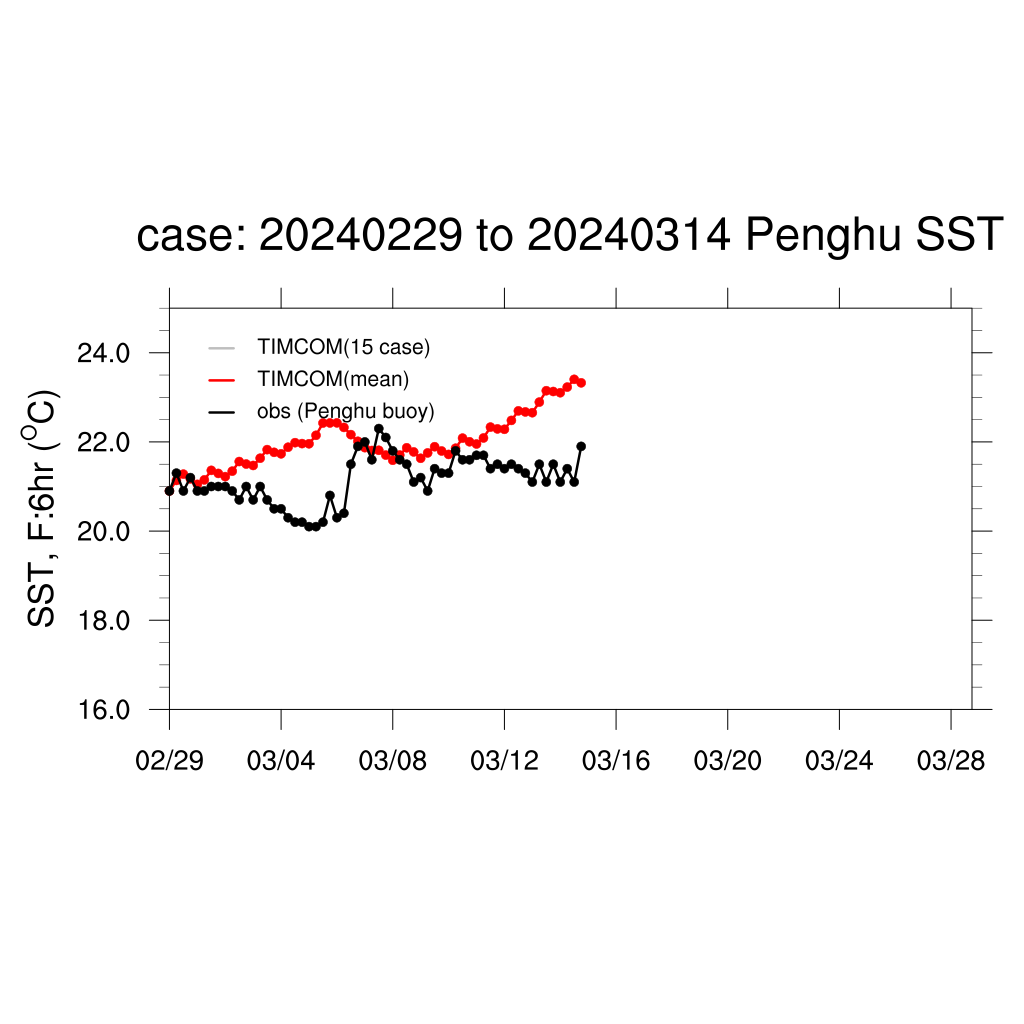 case: 20240229 to 20240314 Penghu SST
TIMCOM(15 case)
TIMCOM(mean)
obs (Penghu buoy)
SST, F:6hr (°C)
24.0
22.0
20.0
18.0
16.0
02/29 03/04 03/08 03/12 03/16 03/20 03/24 03/28